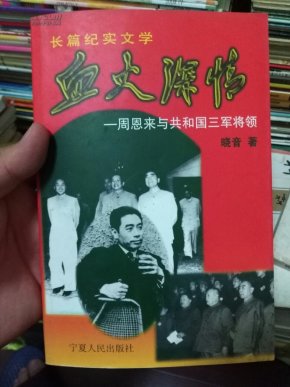 长篇纪实文学
血火深情
—周恩来与共和国三军将领
晓音 著
宁夏人民出版社